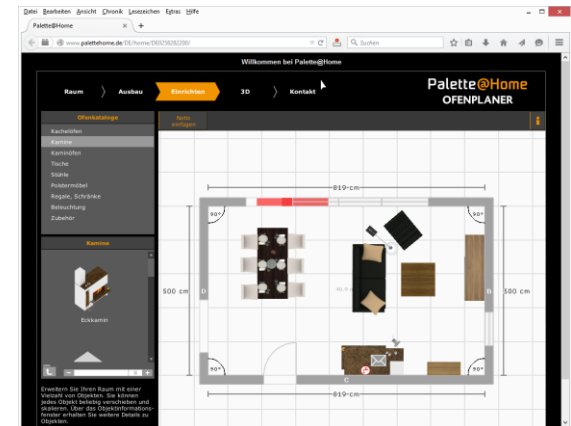 Datei Bearbeiten Ansicht Chronik Lesezeichen Extras Hilfe
Palette@Home
www.palettehome.de/DE/home/
Suchen
Willkommen bei Palette@Home
Raum Ausbau Einrichten 3D Kontakt
Palette@Home
OFENPLANER
Ofenkataloge
Kachelöfen
Kamine
Kaminöfen
Tische
Stühle
Polstermöbel
Regale, Schränke
Beleuchtung
Zubehör
Notiz
einfügen
Kamine
Eckkamin
Erweitern Sie Ihren Raum mit einer
Vielzahl von Objekten. Sie können
jedes Objekt beliebig verschieben und
skalieren. Über das Objektinformations-
fenster erhalten Sie weitere Details zu
Objekten.
819 cm
90°
90°
500 cm
D
B
580 cm
90°
90°
C
819 cm